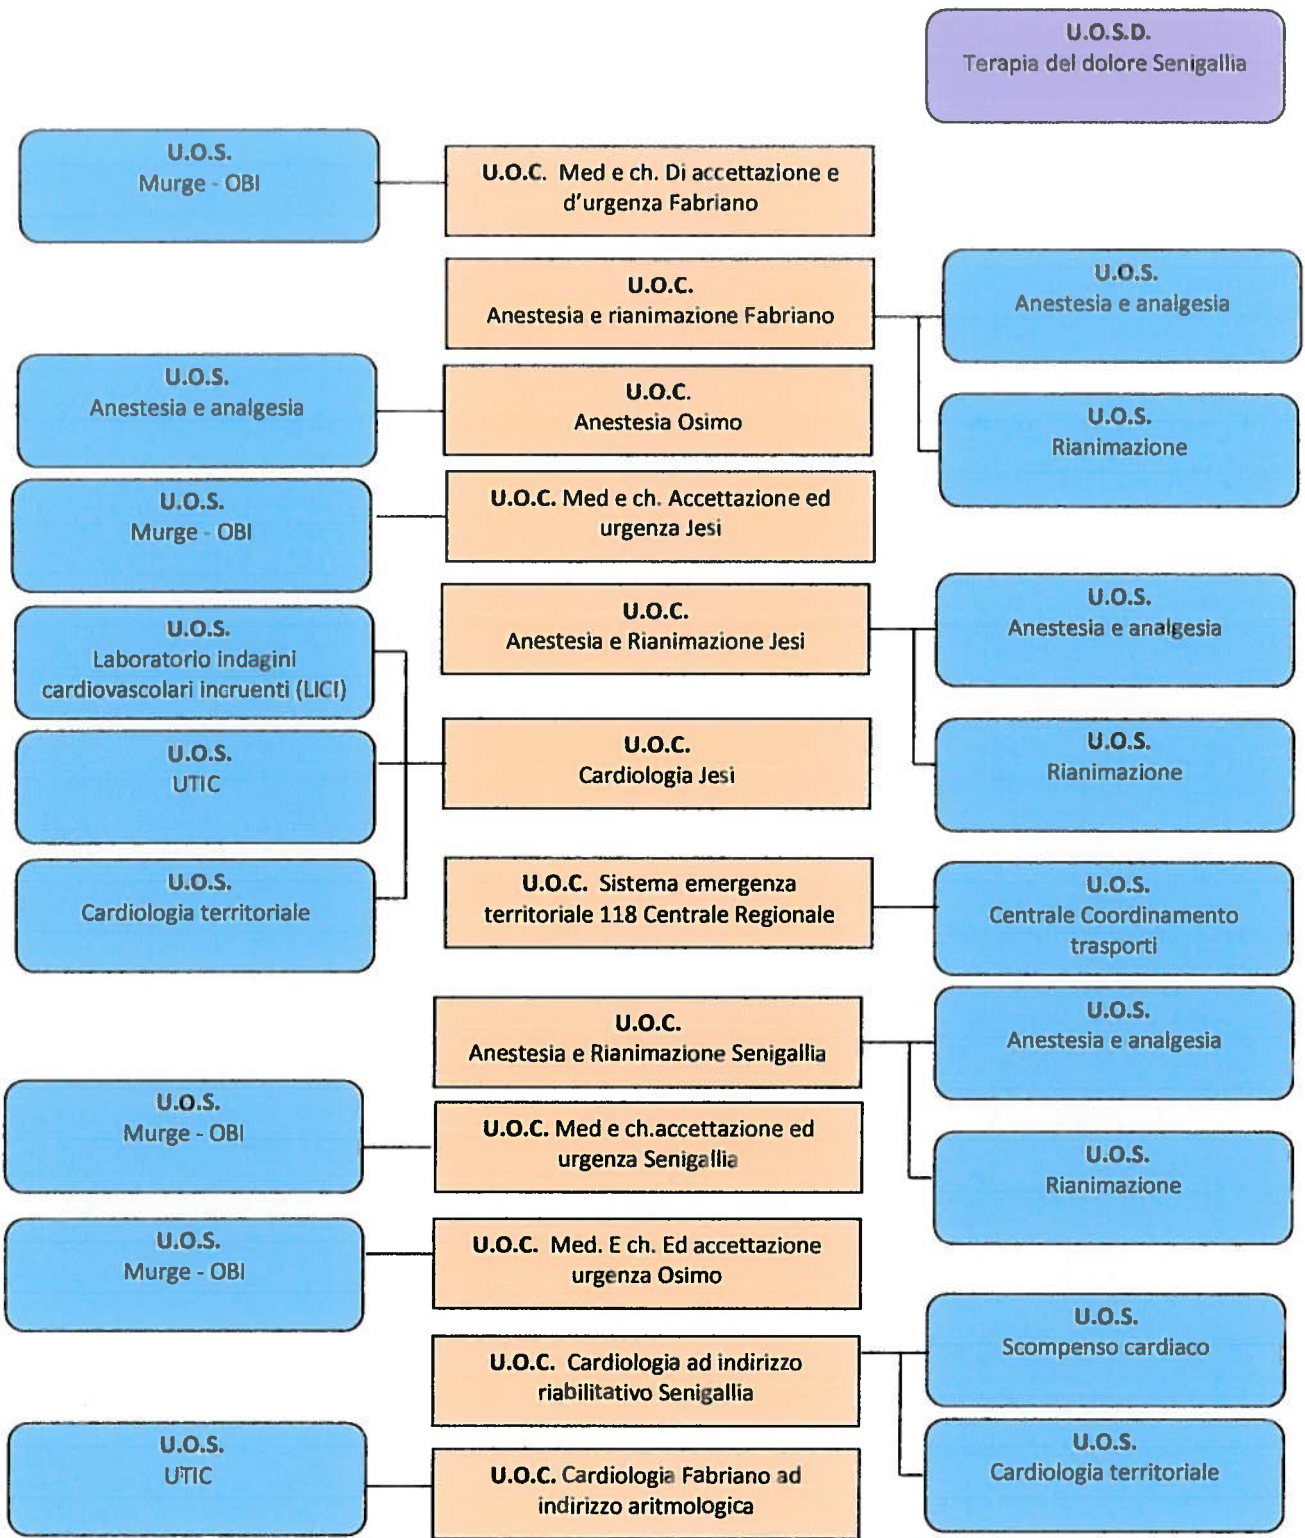 U.O.S.D.
Terapia del dolore Senigallia
U.O.S.
Murge - OBI
U.O.C. Med e ch. Di accettazione e
d'urgenza Fabriano
U.O.C.
Anestesia e rianimazione Fabriano
U.O.S.
Anestesia e analgesia
U.O.S.
Rianimazione
U.O.S.
Anestesia e analgesia
U.O.C.
Anestesia Osimo
U.O.S.
Murge - OBI
U.O.C. Med e ch. Accettazione ed
urgenza Jesi
U.O.C.
Anestesia e Rianimazione Jesi
U.O.S.
Anestesia e analgesia
U.O.S.
Rianimazione
U.O.S.
Laboratorio indagini
cardiovascolari incruenti (LICI)
U.O.S.
UTIC
U.O.S.
Cardiologia territoriale
U.O.C.
Cardiologia Jesi
U.O.C. Sistema emergenza
territoriale 118 Centrale Regionale
U.O.S.
Centrale Coordinamento
trasporti
U.O.C.
Anestesia e Rianimazione Senigallia
U.O.S.
Anestesia e analgesia
U.O.S.
Rianimazione
U.O.S.
Murge - OBI
U.O.C. Med e ch.accettazione ed
urgenza Senigallia
U.O.S.
Murge - OBI
U.O.C. Med. E ch. Ed accettazione
urgenza Osimo
U.O.C. Cardiologia ad indirizzo
riabilitativo Senigallia
U.O.S.
Scompenso cardiaco
U.O.S.
Cardiologia territoriale
U.O.S.
UTIC
U.O.C. Cardiologia Fabriano ad
indirizzo aritmologica